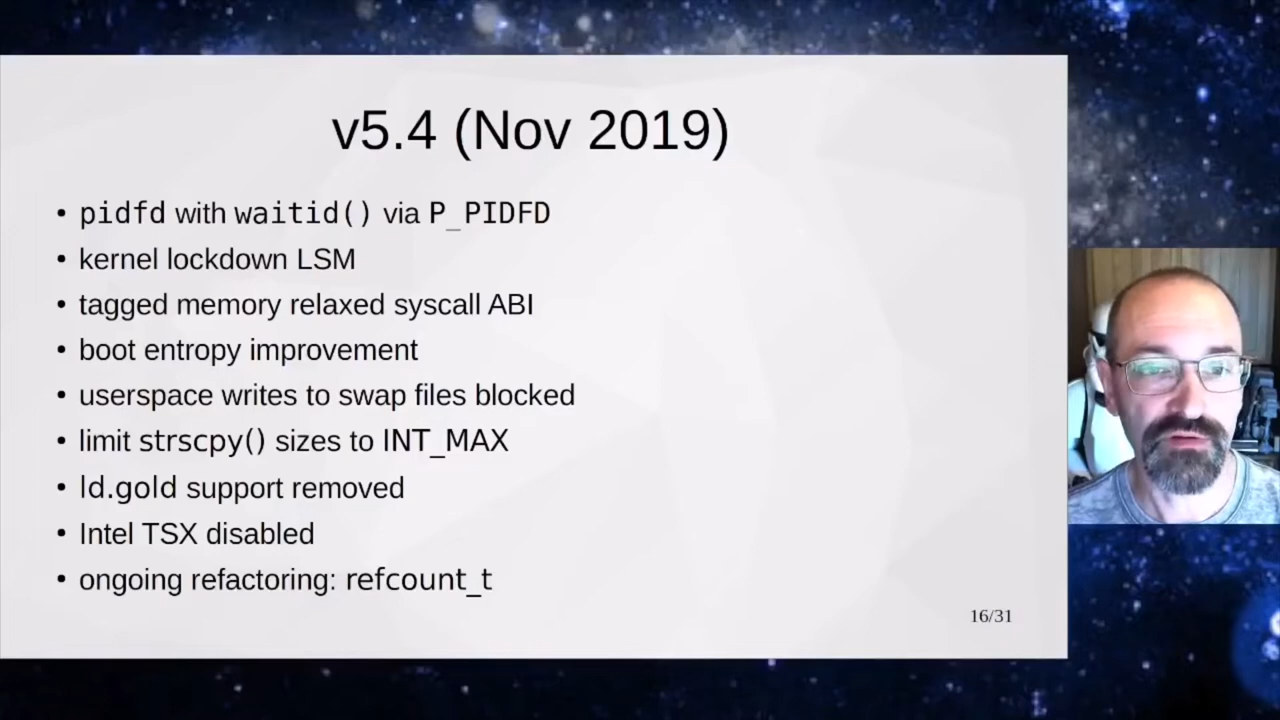 v5.4 (Nov 2019)
• pidfd with waitid() via P_PIDFD
• kernel lockdown LSM
• tagged memory relaxed syscall ABI
• boot entropy improvement
• userspace writes to swap files blocked
• limit strscpy() sizes to INT_MAX
• ld.gold support removed
• Intel TSX disabled
• ongoing refactoring: refcount_t
16/31